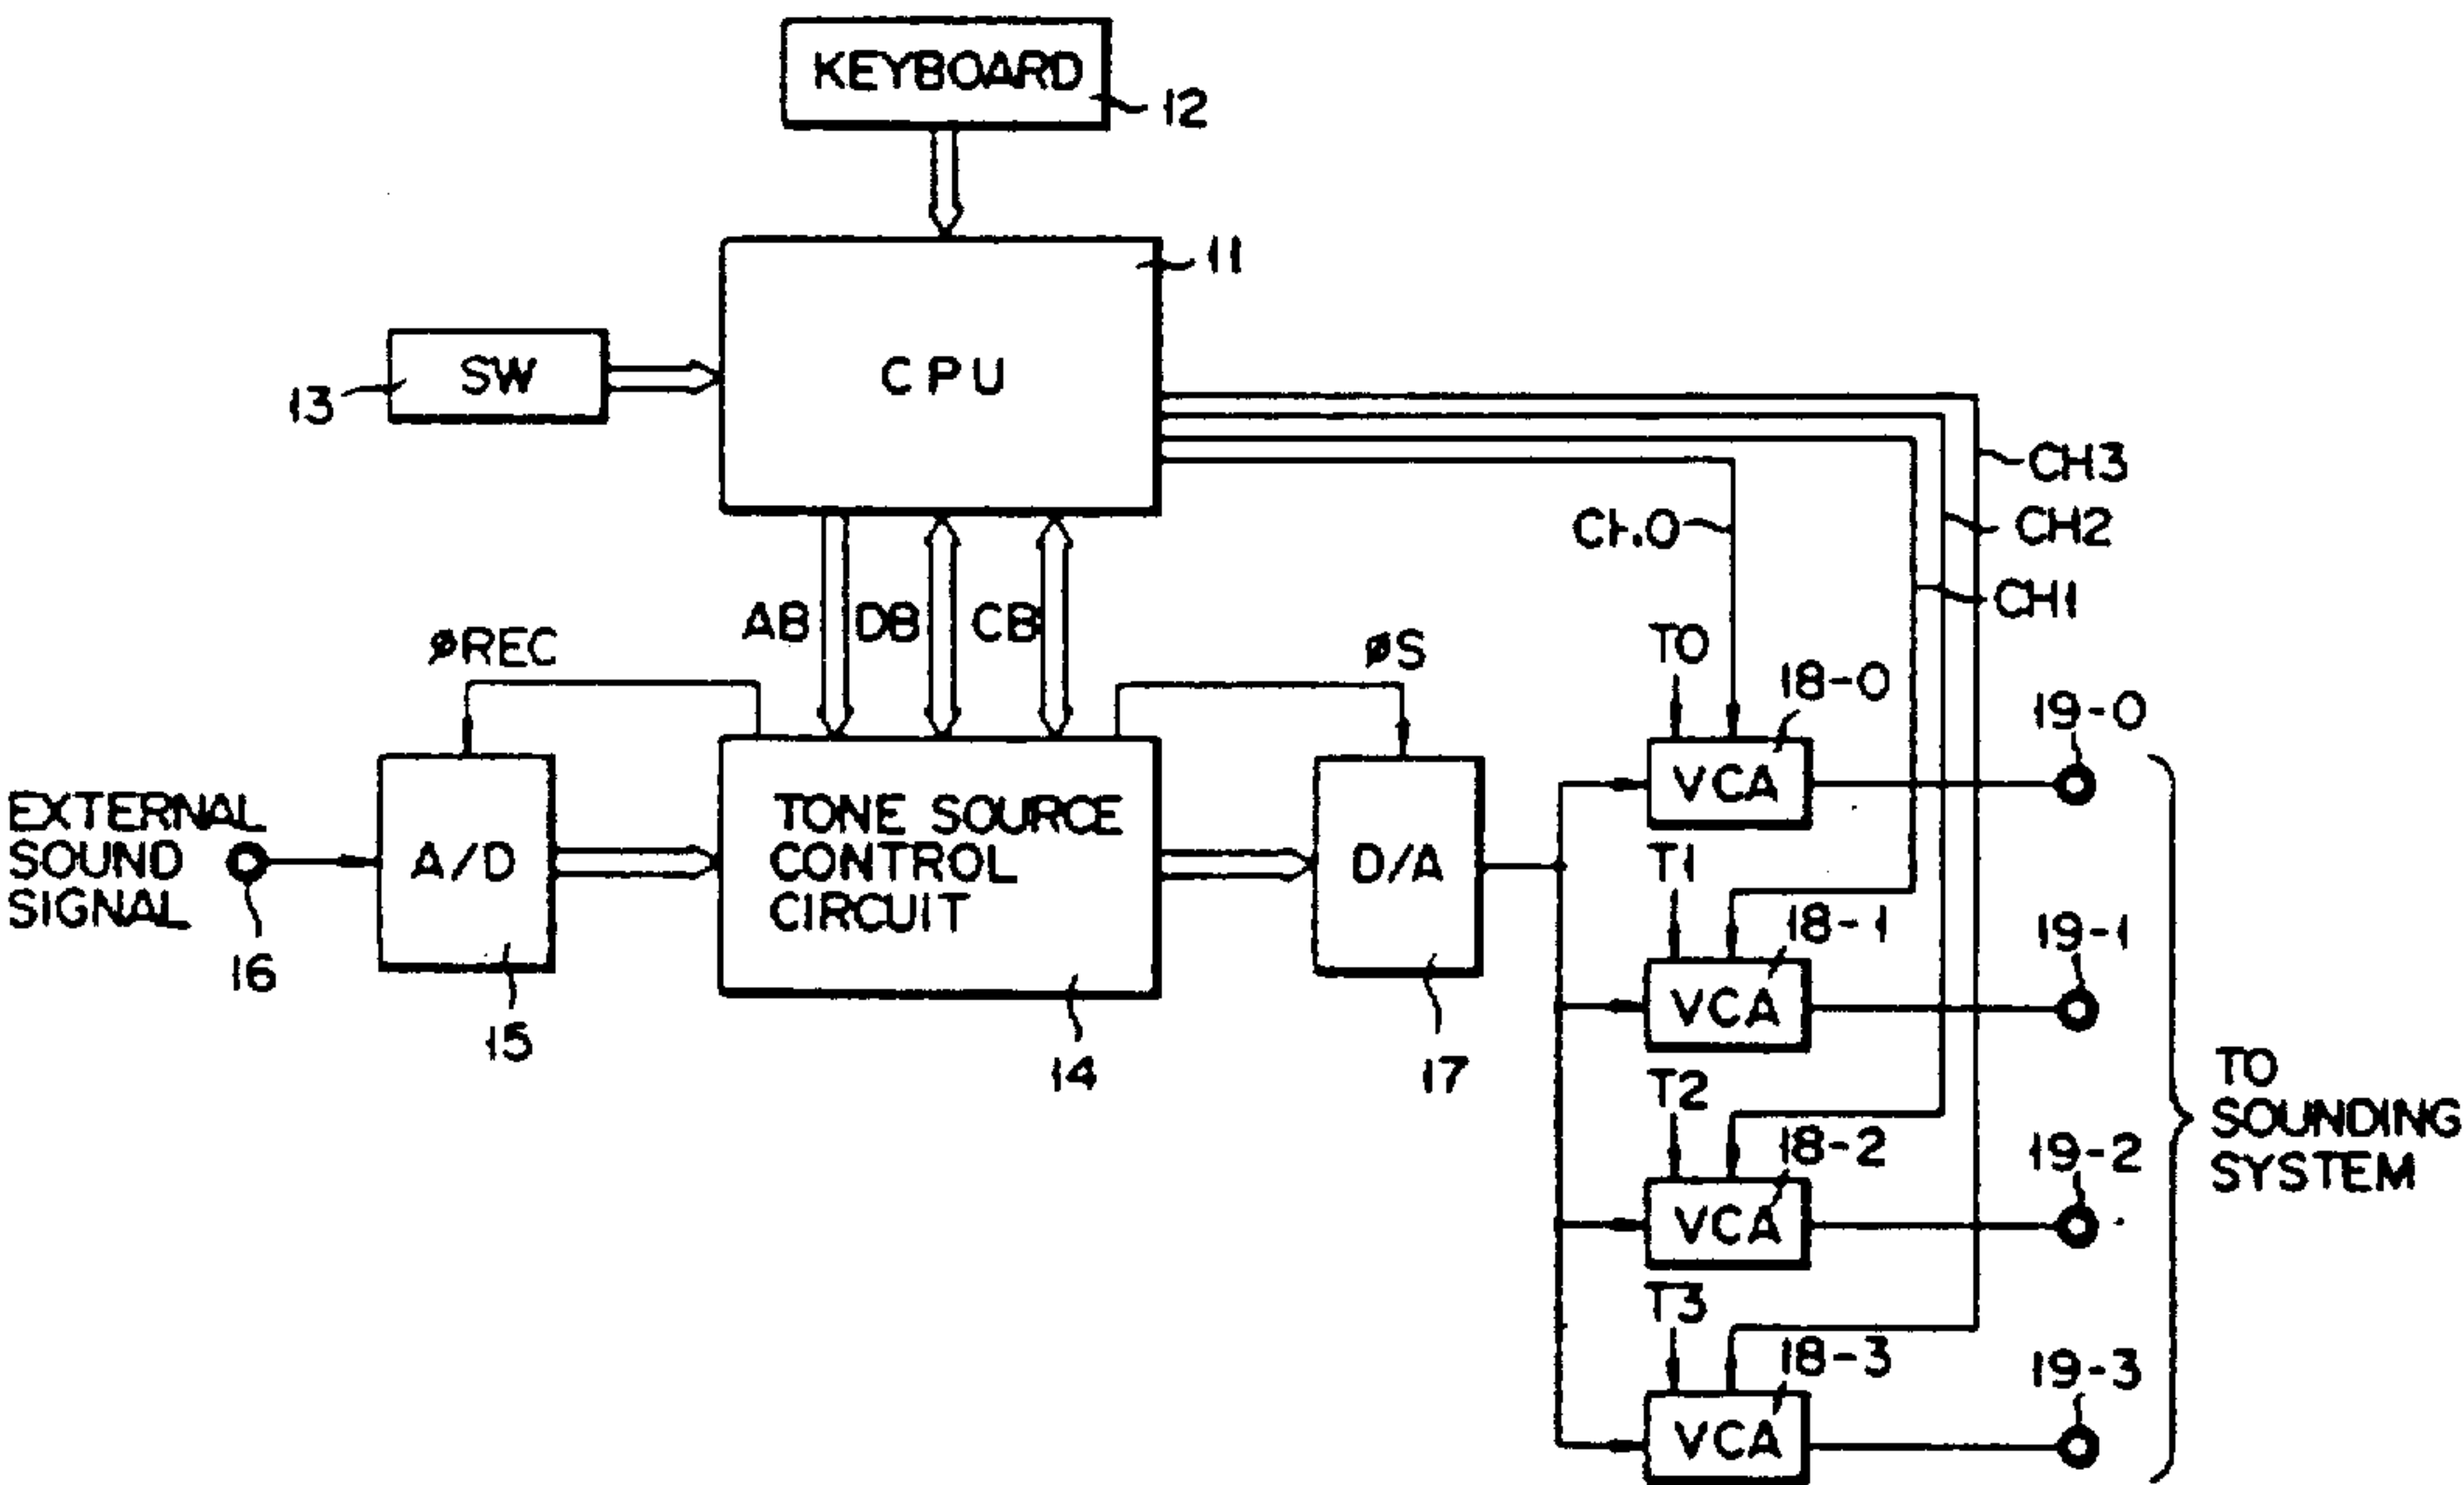 KEYBOARD
12
11
SW
13
CPU
CH3
CH.0
CH2
CH1
AB
DB
CB
øREC
øS
T0
18-0
19-0
EXTERNAL
SOUND
SIGNAL
16
A/D
15
TONE SOURCE
CONTROL
CIRCUIT
14
D/A
17
VCA
T1
18-1
19-1
VCA
T2
18-2
19-2
VCA
T3
18-3
19-3
VCA
TO
SOUNDING
SYSTEM